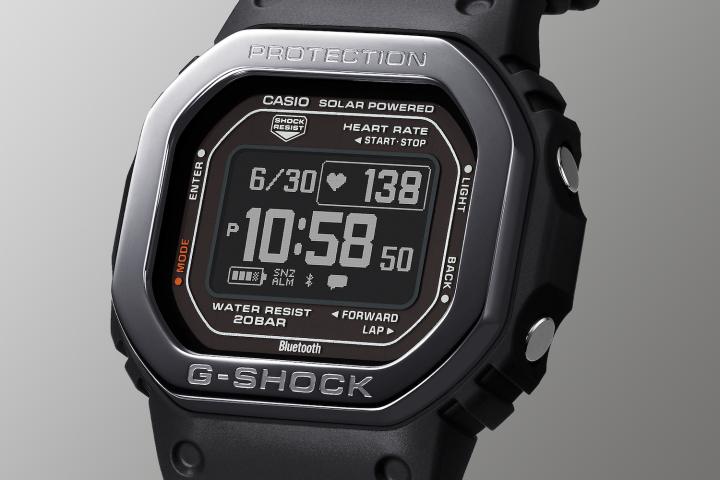 PROTECTION
CASIO SOLAR POWERED
SHOCK
RESIST
HEART RATE
◀ START·STOP
ENTER
LIGHT
6/30 138
P 10:58 50
MODE
BACK
SNZ
ALM
WATER RESIST
20BAR
◀ FORWARD
LAP ▶
Bluetooth
G-SHOCK